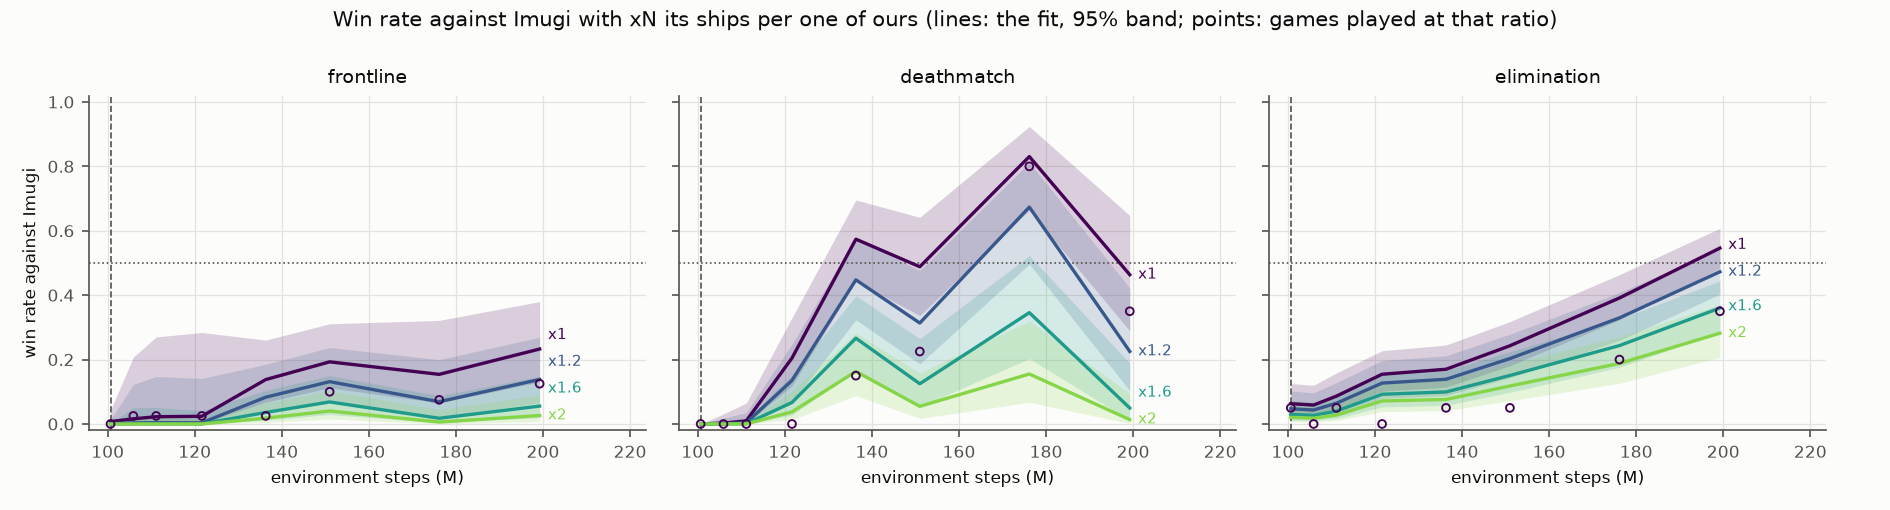 Win rate against Imugi with xN its ships per one of ours (lines: the fit, 95% band; points: games played at that ratio)
frontline
deathmatch
elimination
win rate against Imugi
1.0
0.8
0.6
0.4
0.2
0.0
x1
x1.2
x1.6
x2
x1
x1.2
x1.6
x2
x1
x1.2
x1.6
x2
100 120 140 160 180 200 220
100 120 140 160 180 200 220
100 120 140 160 180 200 220
environment steps (M)
environment steps (M)
environment steps (M)